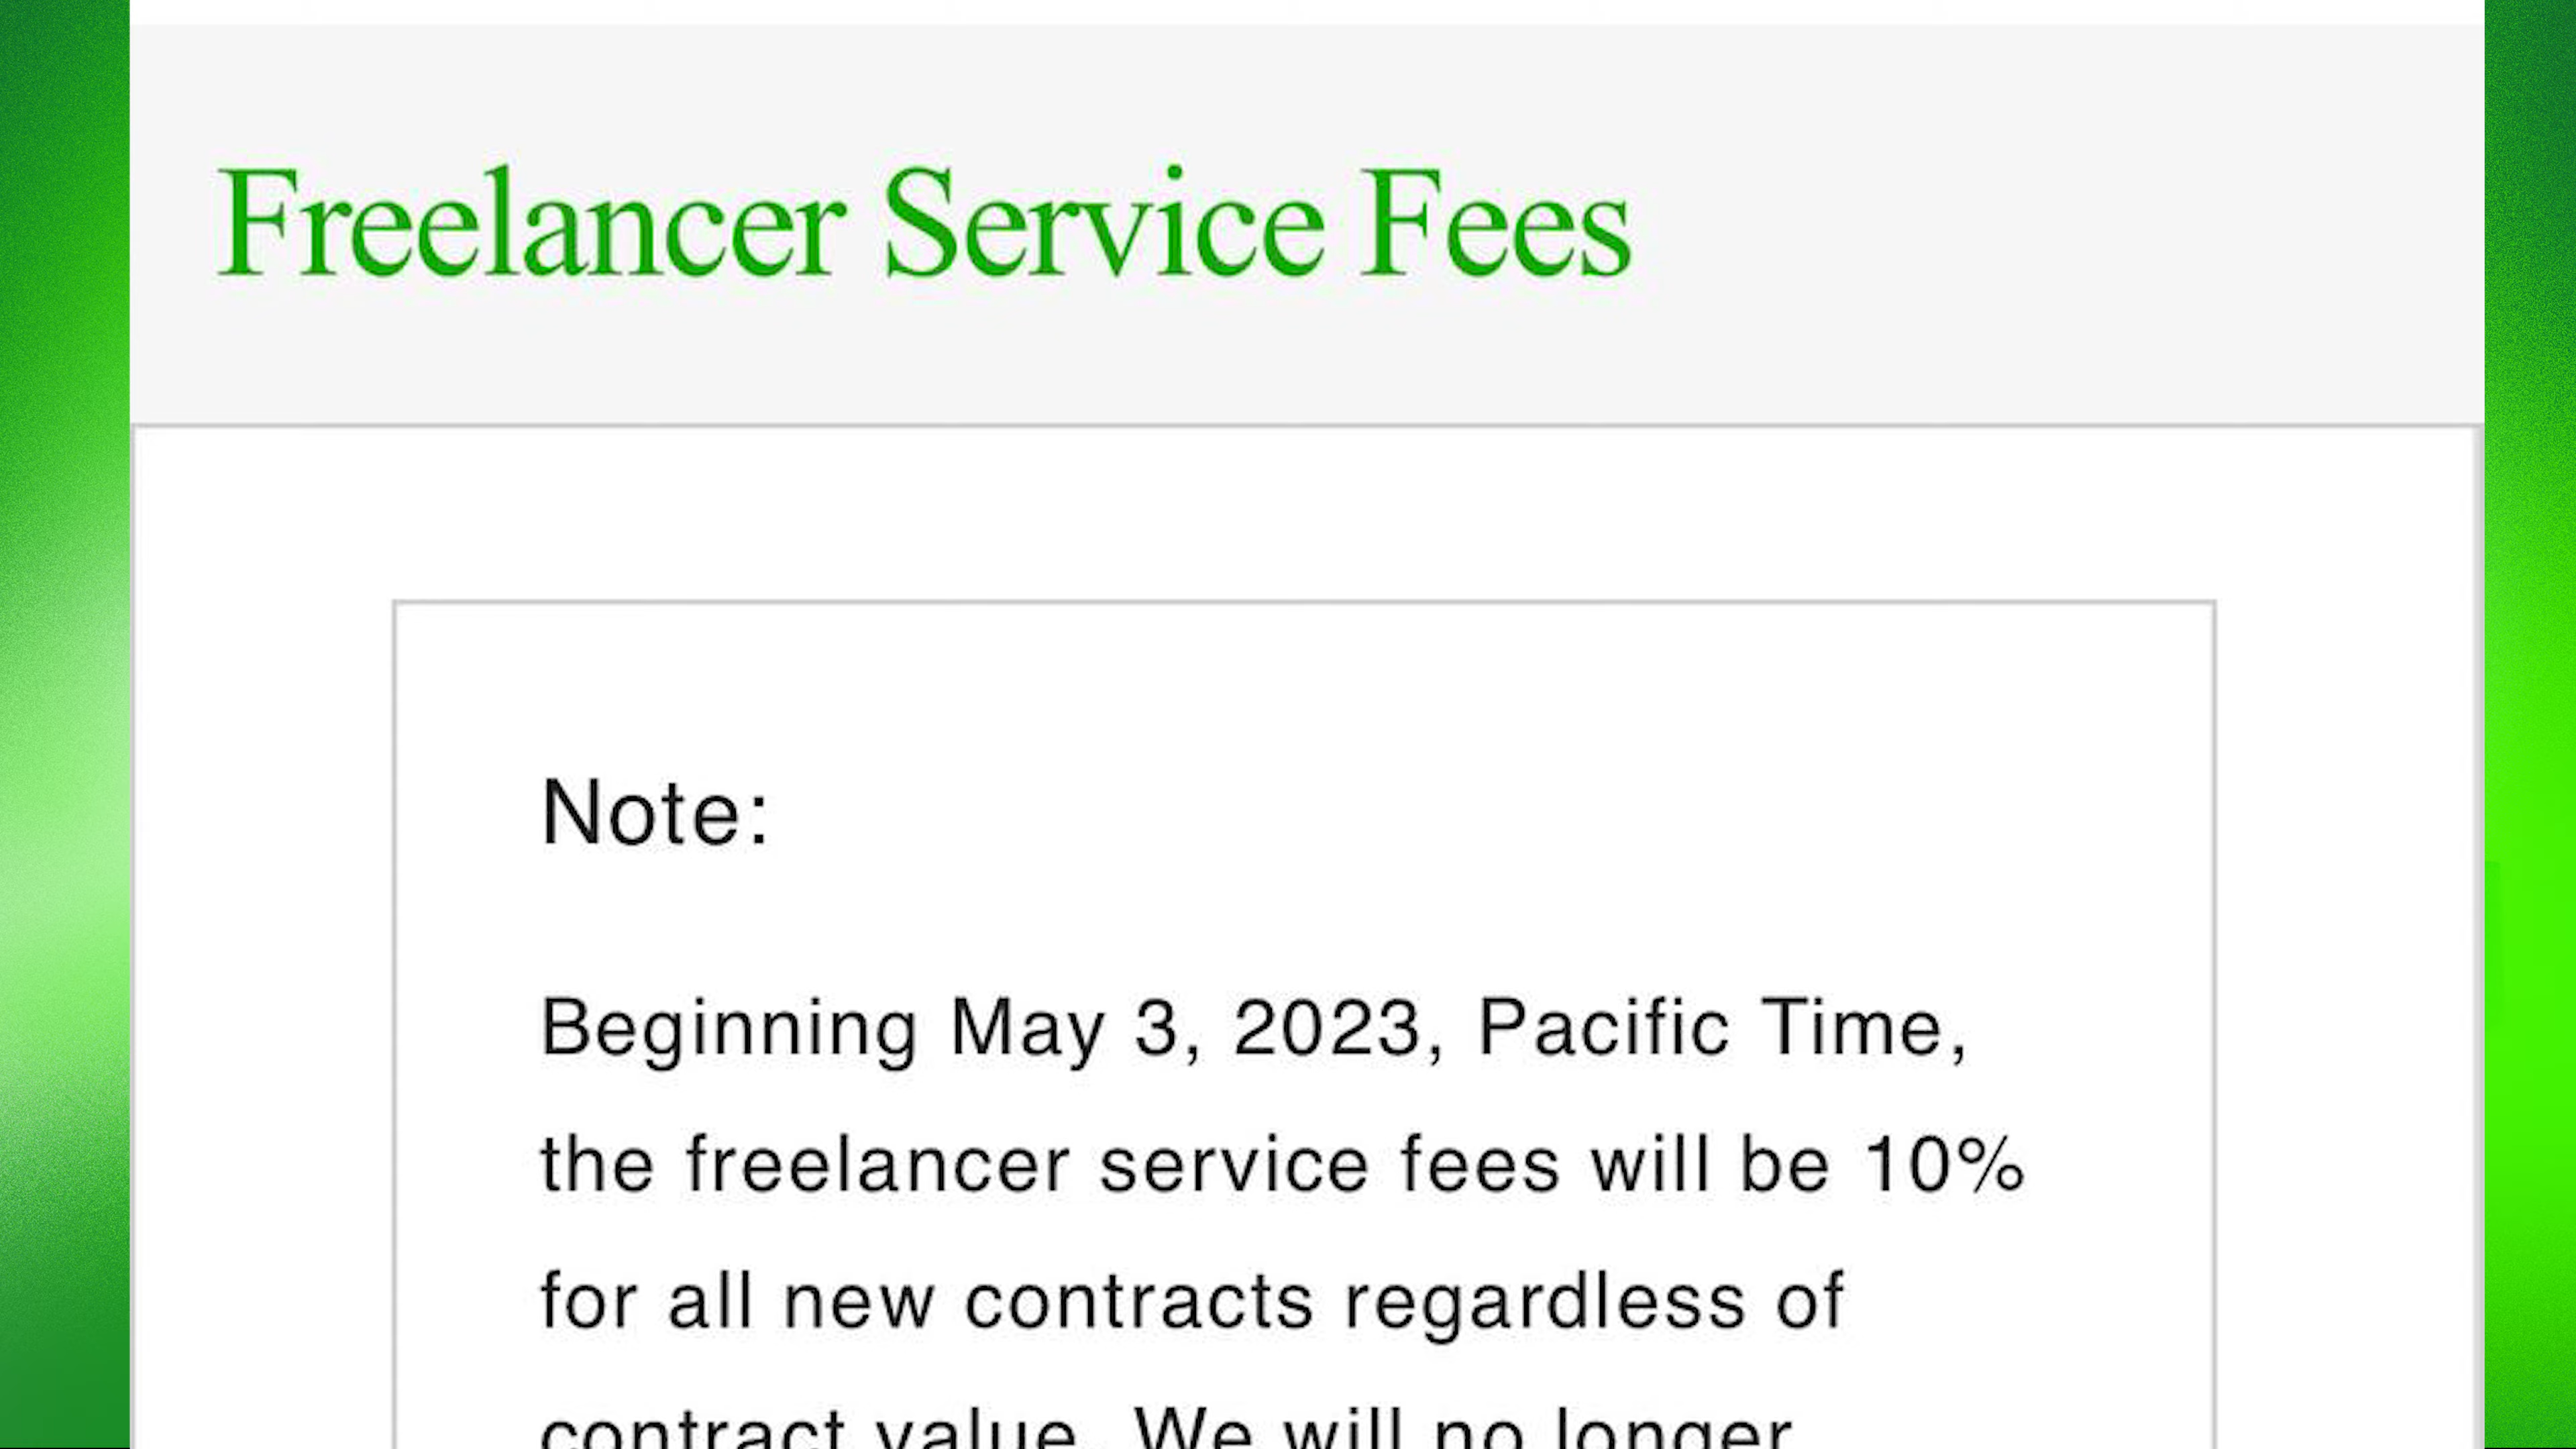 Freelancer Service Fees
Note:
Beginning May 3, 2023, Pacific Time,
the freelancer service fees will be 10%
for all new contracts regardless of
contract value. We will no longer